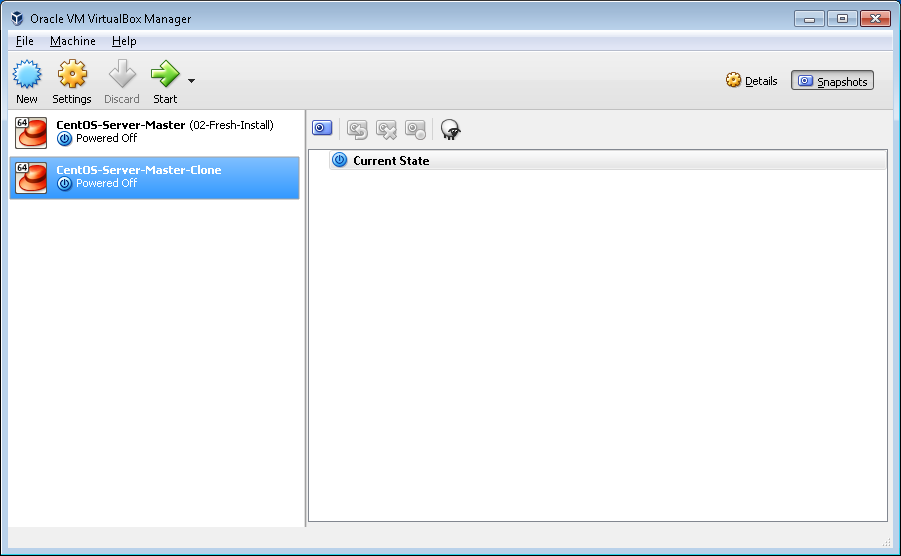 Oracle VM VirtualBox Manager
File Machine Help
New Settings Discard Start Details Snapshots
64 CentOS-Server-Master (02-Fresh-Install)
Powered Off
64 CentOS-Server-Master-Clone
Powered Off
Current State